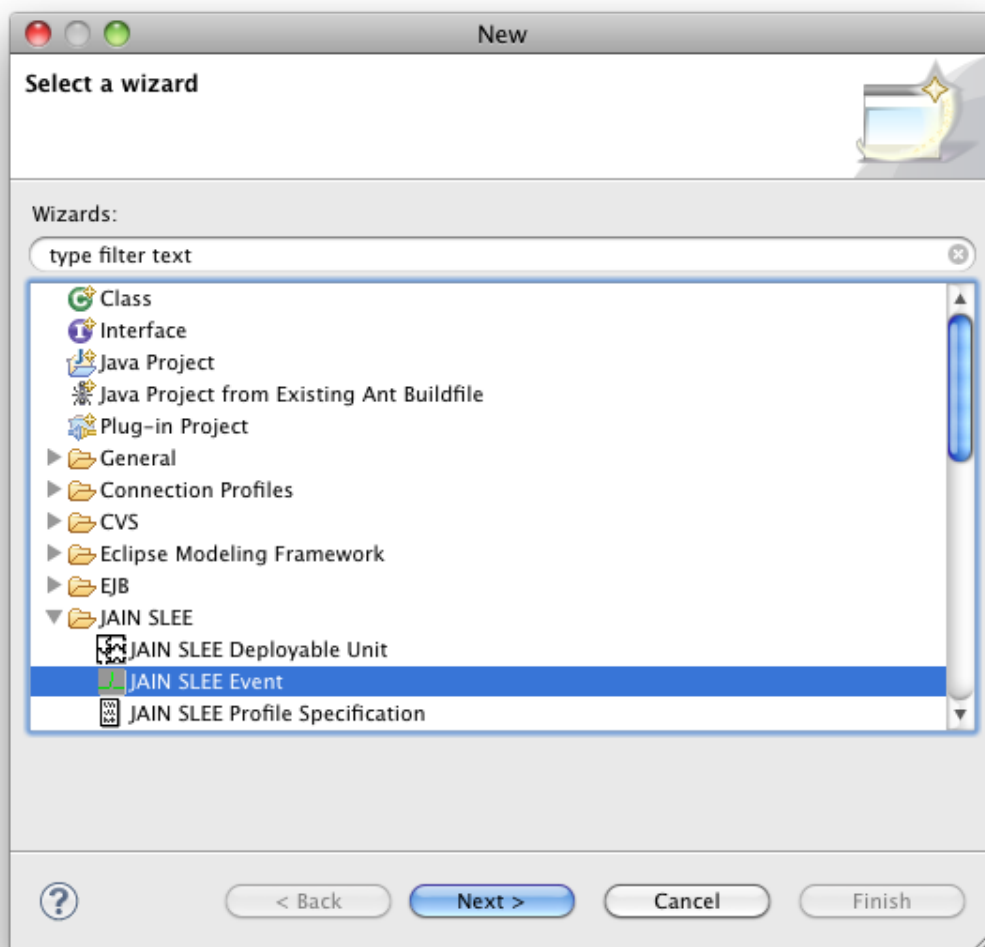 New
Select a wizard
Wizards:
type filter text
Class
Interface
Java Project
Java Project from Existing Ant Buildfile
Plug-in Project
General
Connection Profiles
CVS
Eclipse Modeling Framework
EJB
JAIN SLEE
JAIN SLEE Deployable Unit
JAIN SLEE Event
JAIN SLEE Profile Specification
? < Back Next > Cancel Finish